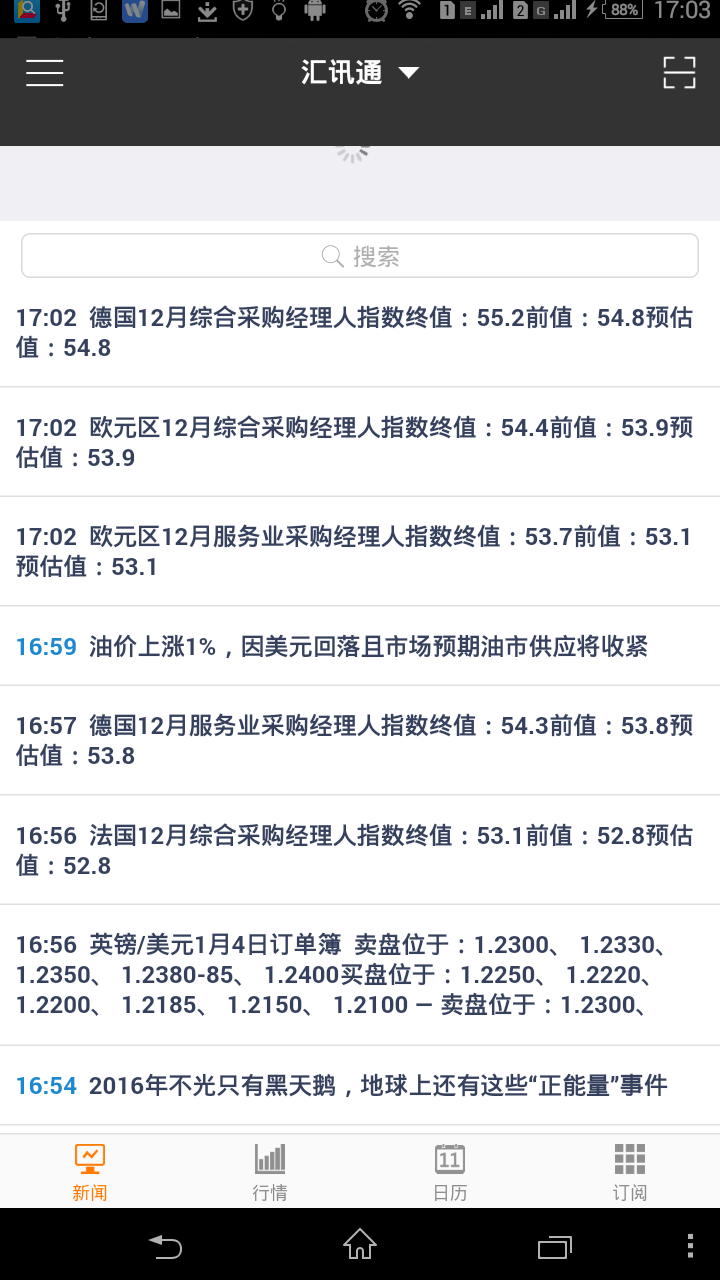 1 E
2 G
88%
17:03
汇讯通
搜索
17:02 德国12月综合采购经理人指数终值：55.2前值：54.8预估
值：54.8
17:02 欧元区12月综合采购经理人指数终值：54.4前值：53.9预
估值：53.9
17:02 欧元区12月服务业采购经理人指数终值：53.7前值：53.1
预估值：53.1
16:59 油价上涨1%，因美元回落且市场预期油市供应将收紧
16:57 德国12月服务业采购经理人指数终值：54.3前值：53.8预
估值：53.8
16:56 法国12月综合采购经理人指数终值：53.1前值：52.8预估
值：52.8
16:56 英镑/美元1月4日订单簿 卖盘位于：1.2300、 1.2330、
1.2350、 1.2380-85、 1.2400买盘位于：1.2250、 1.2220、
1.2200、 1.2185、 1.2150、 1.2100 — 卖盘位于：1.2300、
16:54 2016年不光只有黑天鹅，地球上还有这些“正能量”事件
11
新闻 行情 日历 订阅